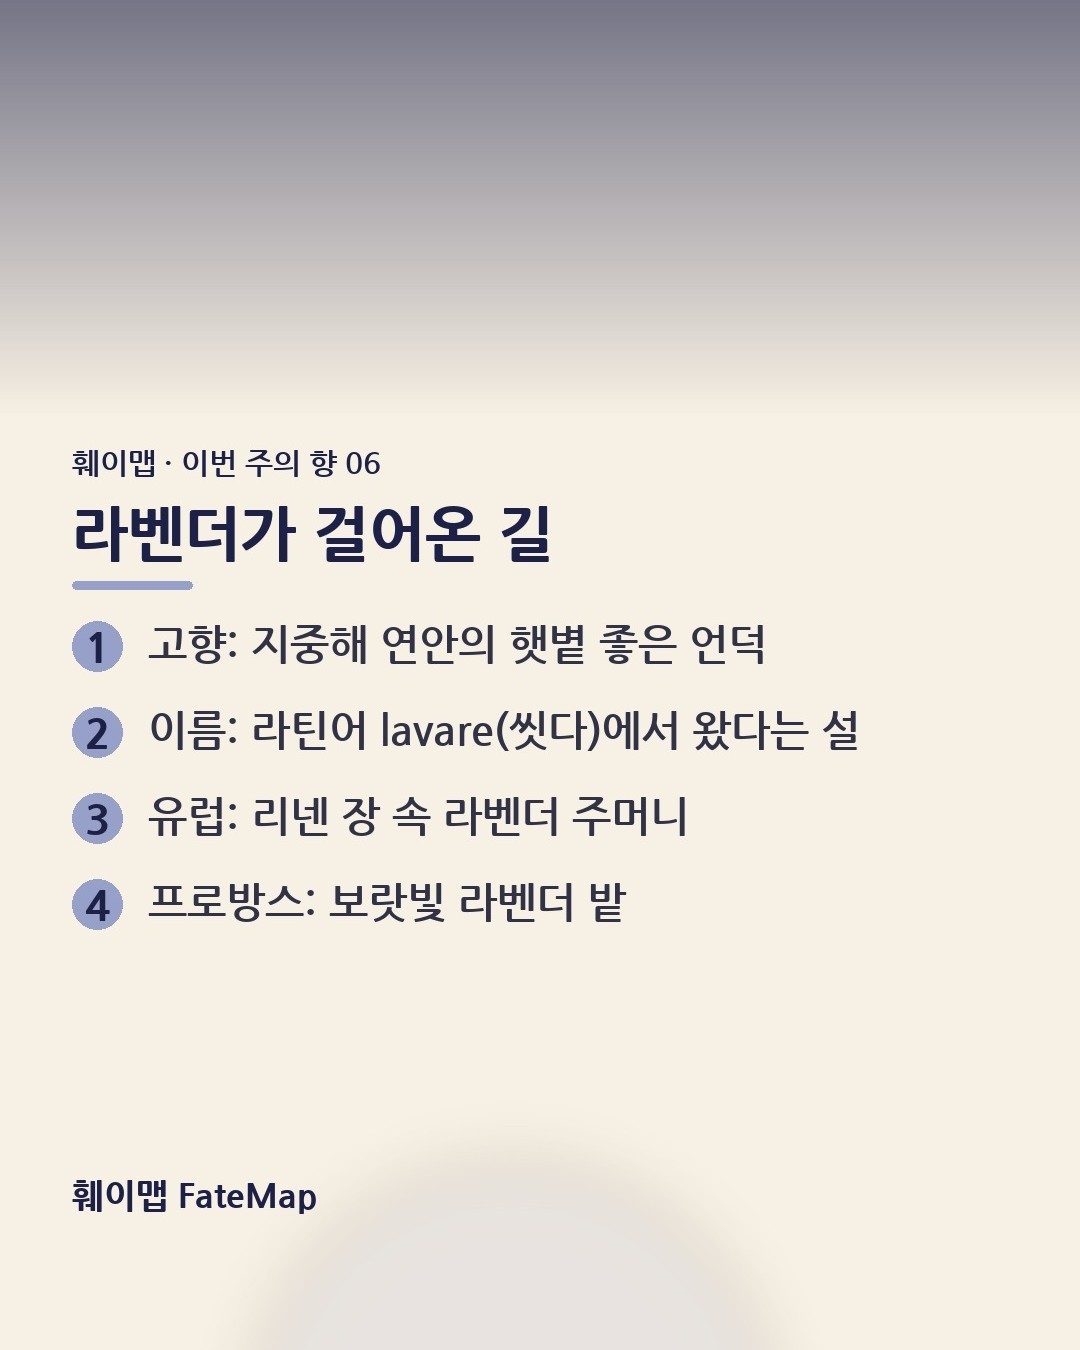 훼이맵 · 이번 주의 향 06
라벤더가 걸어온 길
1 고향: 지중해 연안의 햇볕 좋은 언덕
2 이름: 라틴어 lavare(씻다)에서 왔다는 설
3 유럽: 리넨 장 속 라벤더 주머니
4 프로방스: 보랏빛 라벤더 밭
훼이맵 FateMap